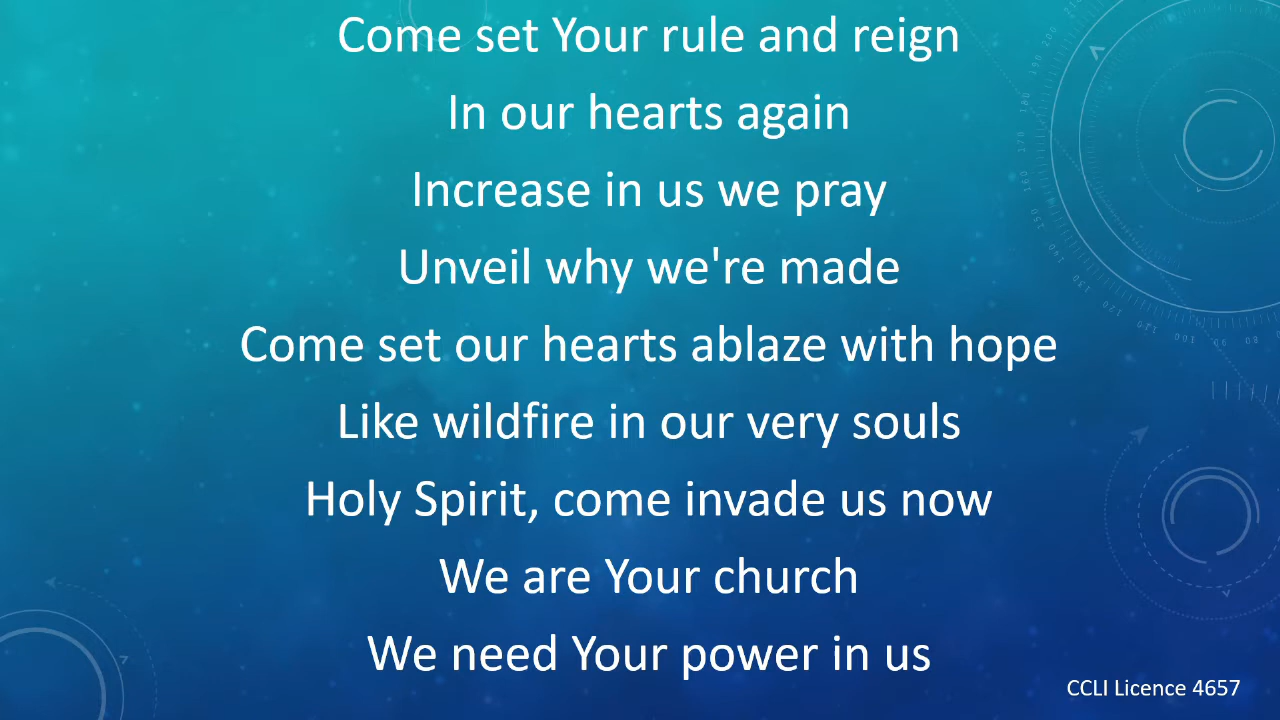 Come set Your rule and reign
In our hearts again
Increase in us we pray
Unveil why we're made
Come set our hearts ablaze with hope
Like wildfire in our very souls
Holy Spirit, come invade us now
We are Your church
We need Your power in us
CCLI Licence 4657